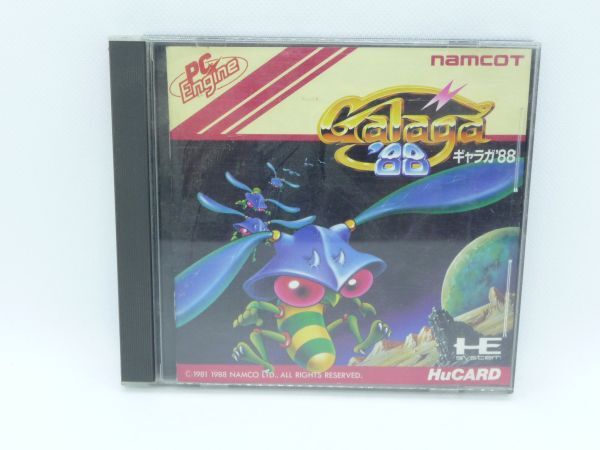 PC Engine
namcot
Galaga
'88
ギャラガ'88
HE
system
HuCARD
© 1981 1988 NAMCO LTD., ALL RIGHTS RESERVED.